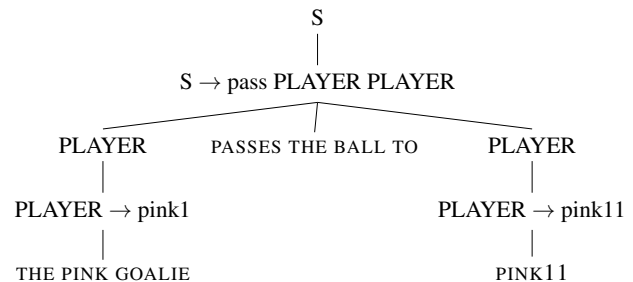 S
S → pass PLAYER PLAYER
PLAYER PASSES THE BALL TO PLAYER
PLAYER → pink1 PLAYER → pink11
THE PINK GOALIE PINK11